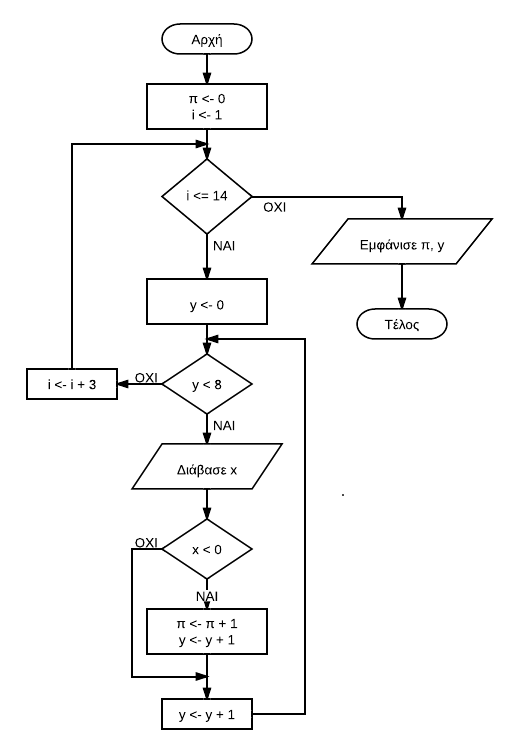 Αρχή
π <- 0
i <- 1
i <= 14
ΟΧΙ
ΝΑΙ
Εμφάνισε π, y
y <- 0
Τέλος
y < 8
ΟΧΙ
i <- i + 3
ΝΑΙ
Διάβασε x
x < 0
ΟΧΙ
ΝΑΙ
π <- π + 1
y <- y + 1
y <- y + 1